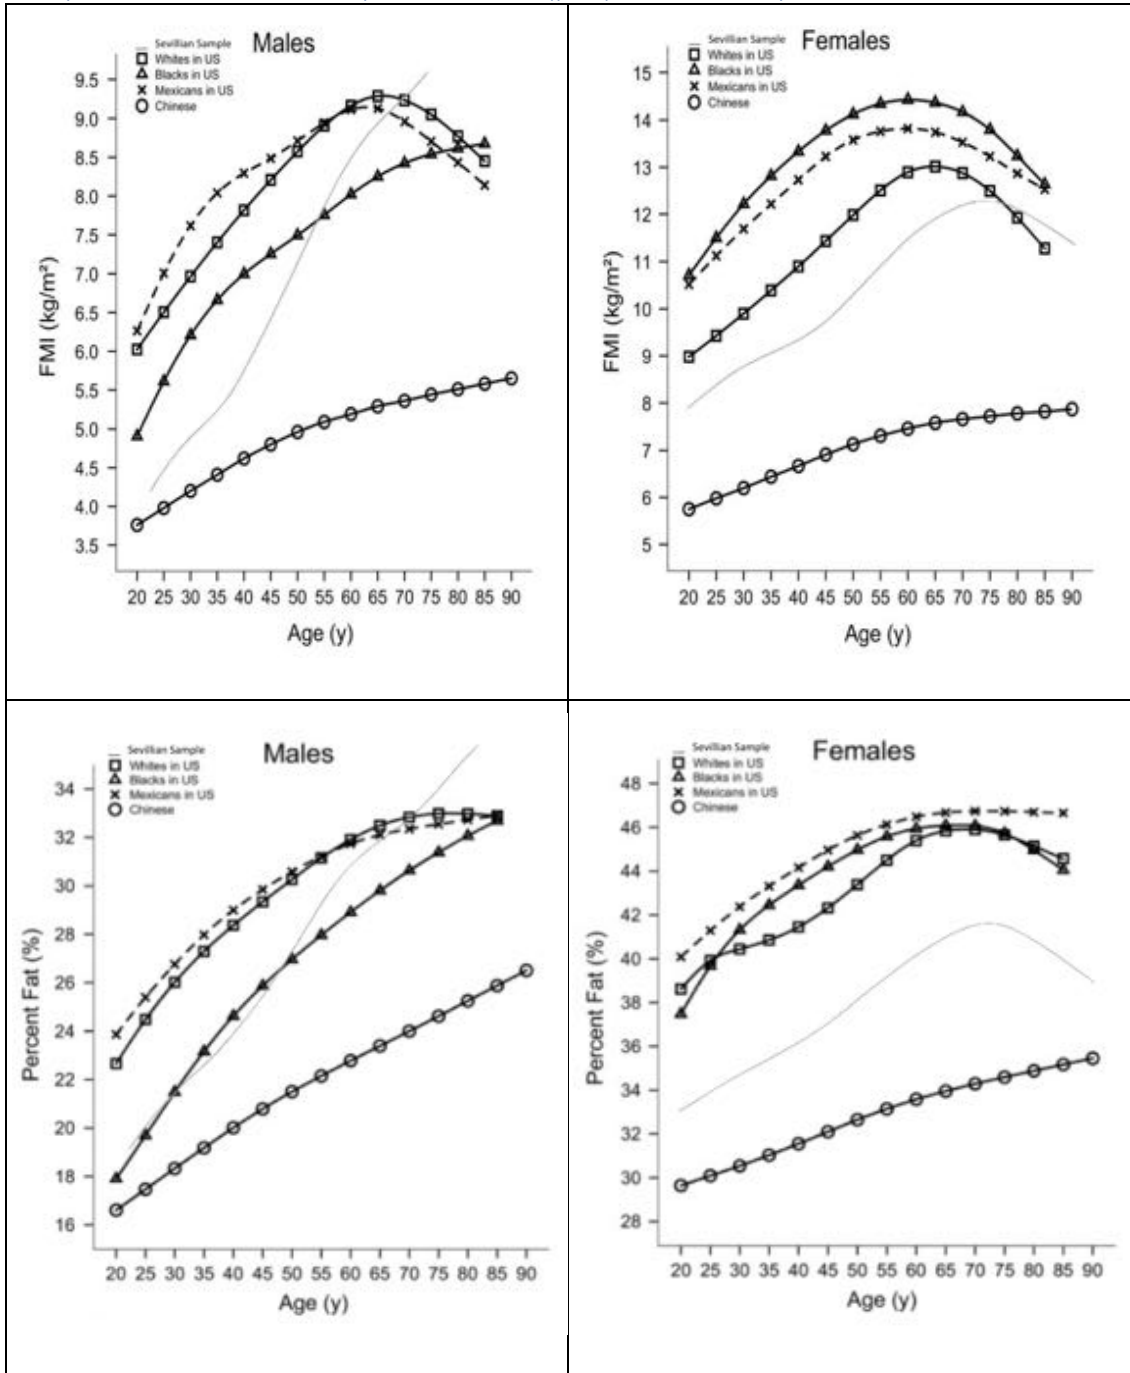 Males
Sevillian Sample
Whites in US
Blacks in US
Mexicans in US
Chinese
9.5
9.0
8.5
8.0
7.5
7.0
6.5
6.0
5.5
5.0
4.5
4.0
3.5
FMI (kg/m²)
20 25 30 35 40 45 50 55 60 65 70 75 80 85 90
Age (y)
Females
Sevillian Sample
Whites in US
Blacks in US
Mexicans in US
Chinese
15
14
13
12
11
10
9
8
7
6
5
FMI (kg/m²)
20 25 30 35 40 45 50 55 60 65 70 75 80 85 90
Age (y)
Males
Sevillian Sample
Whites in US
Blacks in US
Mexicans in US
Chinese
34
32
30
28
26
24
22
20
18
16
Percent Fat (%)
20 25 30 35 40 45 50 55 60 65 70 75 80 85 90
Age (y)
Females
Sevillian Sample
Whites in US
Blacks in US
Mexicans in US
Chinese
48
46
44
42
40
38
36
34
32
30
28
Percent Fat (%)
20 25 30 35 40 45 50 55 60 65 70 75 80 85 90
Age (y)